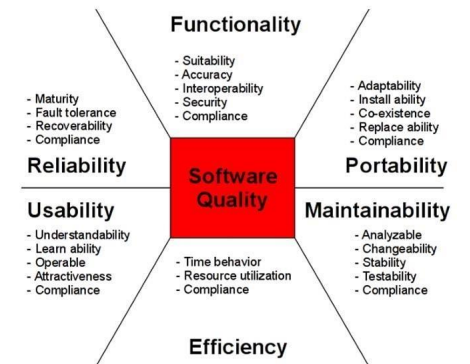 Functionality
- Suitability
- Accuracy
- Interoperability
- Security
- Compliance
- Maturity
- Fault tolerance
- Recoverability
- Compliance
Reliability
- Adaptability
- Install ability
- Co-existence
- Replace ability
- Compliance
Portability
Software
Quality
Usability
- Understandability
- Learn ability
- Operable
- Attractiveness
- Compliance
Maintainability
- Analyzable
- Changeability
- Stability
- Testability
- Compliance
- Time behavior
- Resource utilization
- Compliance
Efficiency